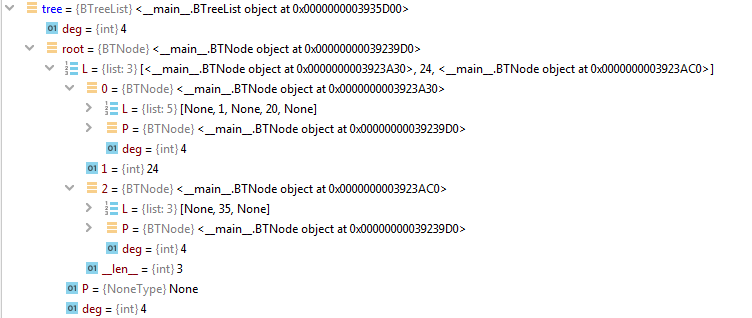 tree = {BTreeList} <__main__.BTreeList object at 0x0000000003935D00>
01 deg = {int} 4
root = {BTNode} <__main__.BTNode object at 0x00000000039239D0>
L = {list: 3} [<__main__.BTNode object at 0x0000000003923A30>, 24, <__main__.BTNode object at 0x0000000003923AC0>]
0 = {BTNode} <__main__.BTNode object at 0x0000000003923A30>
L = {list: 5} [None, 1, None, 20, None]
P = {BTNode} <__main__.BTNode object at 0x00000000039239D0>
01 deg = {int} 4
01 1 = {int} 24
2 = {BTNode} <__main__.BTNode object at 0x0000000003923AC0>
L = {list: 3} [None, 35, None]
P = {BTNode} <__main__.BTNode object at 0x00000000039239D0>
01 deg = {int} 4
01 __len__ = {int} 3
01 P = {NoneType} None
01 deg = {int} 4